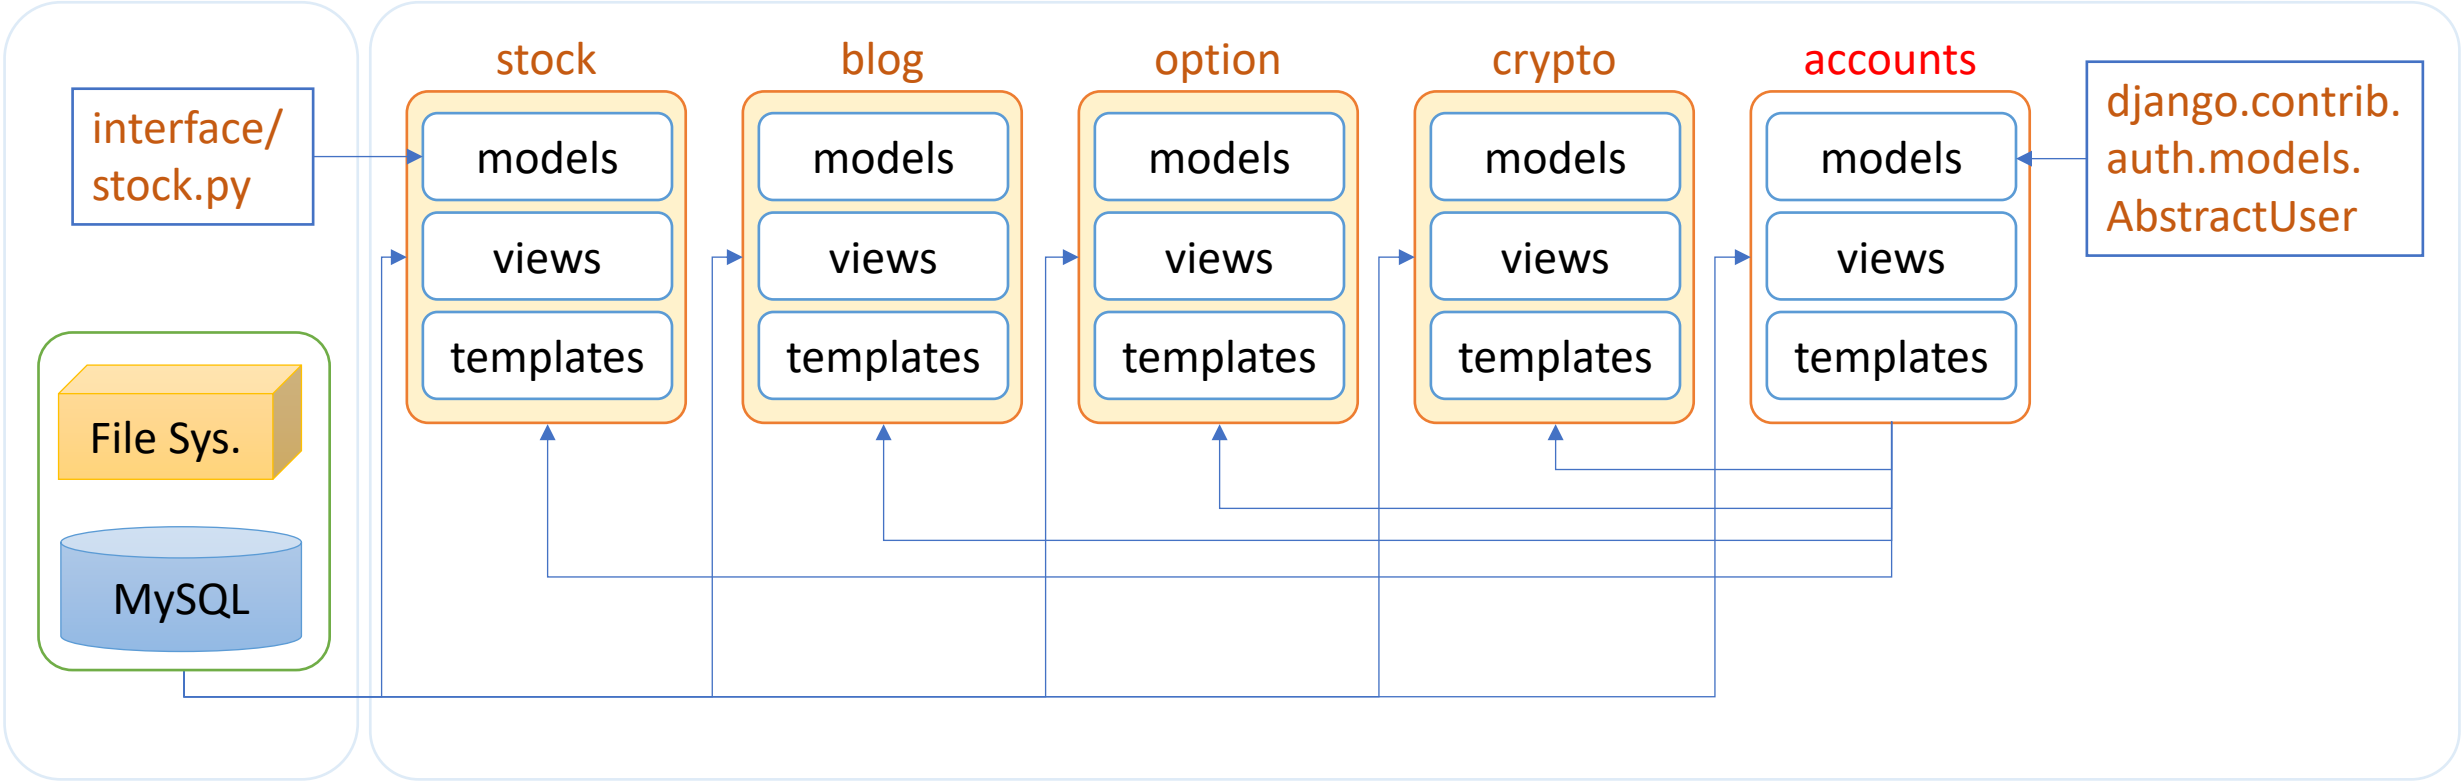 stock
blog
option
crypto
accounts
interface/
stock.py
models
models
models
models
models
django.contrib.
auth.models.
AbstractUser
views
views
views
views
views
templates
templates
templates
templates
templates
File Sys.
MySQL